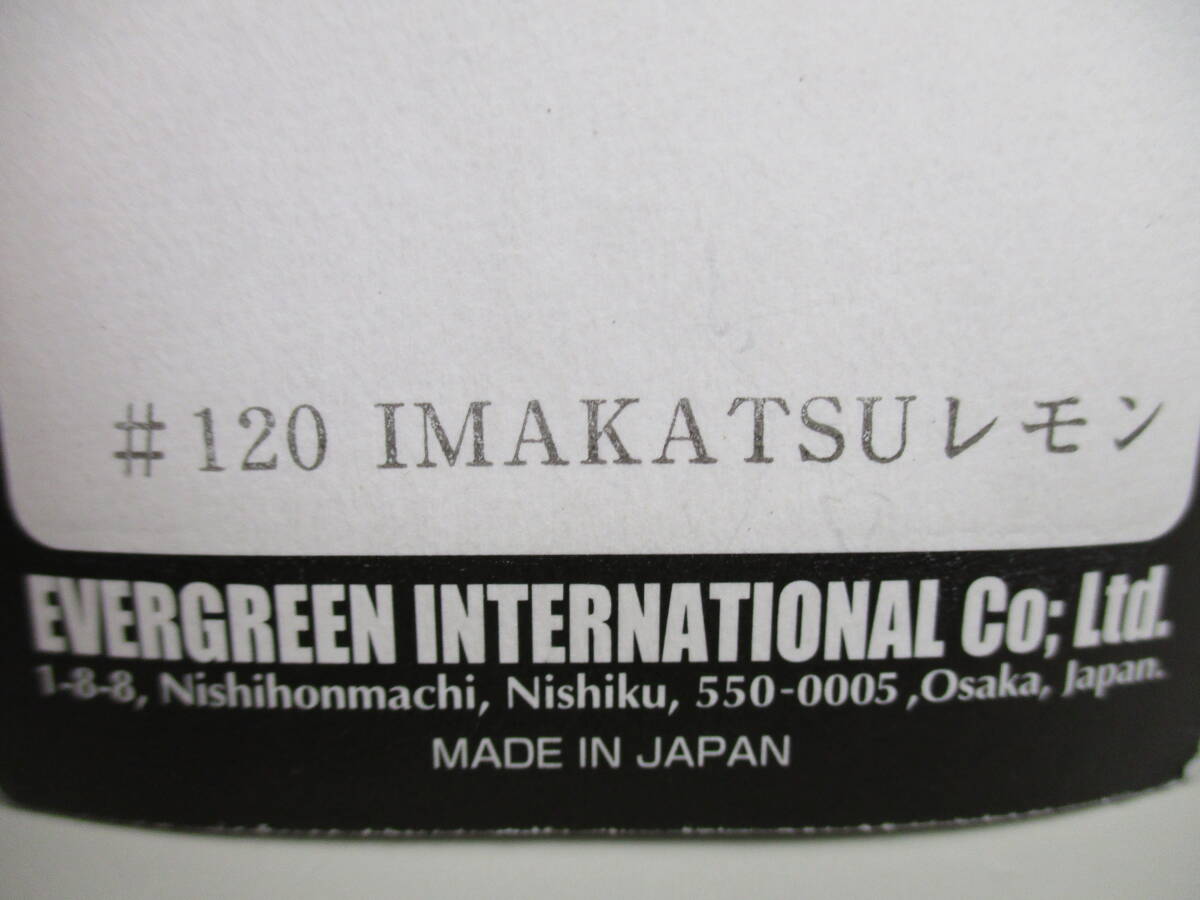 #120 IMAKATSUレモン
EVERGREEN INTERNATIONAL Co; Ltd.
1-8-8, Nishihonmachi, Nishiku, 550-0005 ,Osaka, Japan.
MADE IN JAPAN